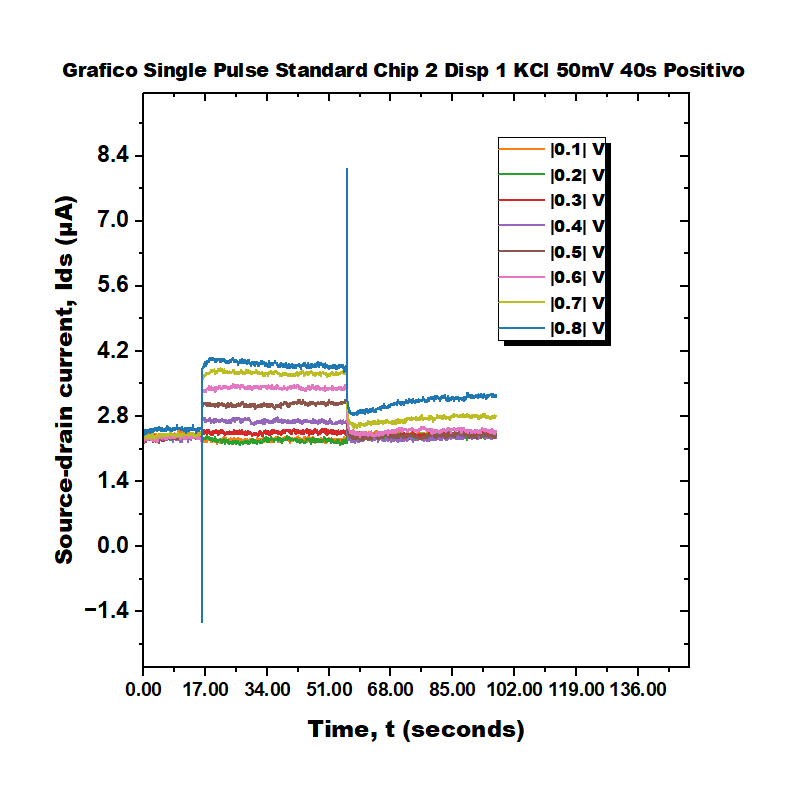 Grafico Single Pulse Standard Chip 2 Disp 1 KCl 50mV 40s Positivo
|0.1| V
|0.2| V
|0.3| V
|0.4| V
|0.5| V
|0.6| V
|0.7| V
|0.8| V
8.4
7.0
5.6
4.2
2.8
1.4
0.0
−1.4
Source-drain current, Ids (µA)
0.00 17.00 34.00 51.00 68.00 85.00 102.00 119.00 136.00
Time, t (seconds)